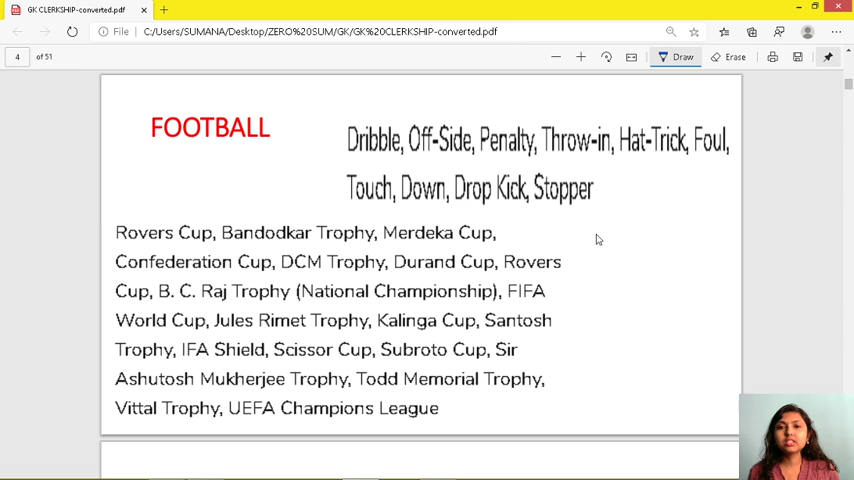 GK CLERKSHIP-converted.pdf
File
C:/Users/SUMANA/Desktop/ZERO%20SUM/GK/GK%20CLERKSHIP-converted.pdf
4 of 51
Draw
Erase
FOOTBALL
Dribble, Off-Side, Penalty, Throw-in, Hat-Trick, Foul,
Touch, Down, Drop Kick, Stopper
Rovers Cup, Bandodkar Trophy, Merdeka Cup,
Confederation Cup, DCM Trophy, Durand Cup, Rovers
Cup, B. C. Raj Trophy (National Championship), FIFA
World Cup, Jules Rimet Trophy, Kalinga Cup, Santosh
Trophy, IFA Shield, Scissor Cup, Subroto Cup, Sir
Ashutosh Mukherjee Trophy, Todd Memorial Trophy,
Vittal Trophy, UEFA Champions League